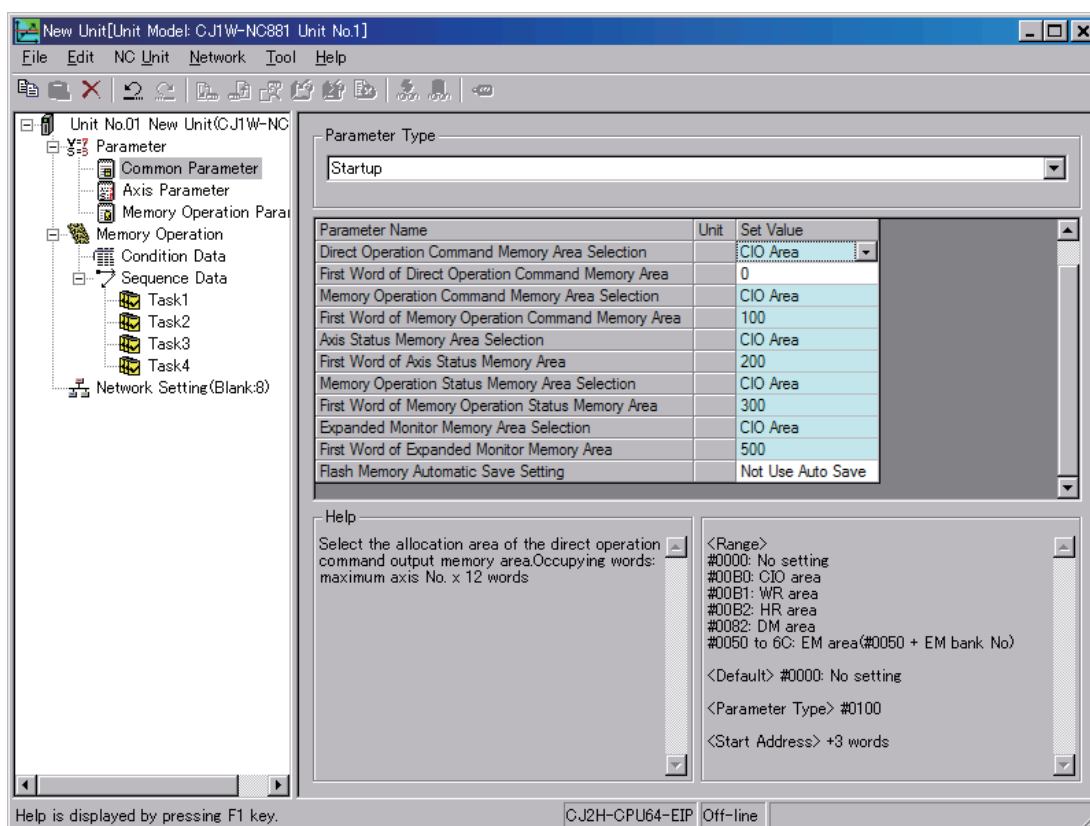 New Unit[Unit Model: CJ1W-NC881 Unit No.1]
File Edit NC Unit Network Tool Help
Unit No.01 New Unit(CJ1W-NC
Parameter
Common Parameter
Axis Parameter
Memory Operation Para
Memory Operation
Condition Data
Sequence Data
Task1
Task2
Task3
Task4
Network Setting(Blank:8)
Parameter Type
Startup
Parameter Name Unit Set Value
Direct Operation Command Memory Area Selection CIO Area
First Word of Direct Operation Command Memory Area 0
Memory Operation Command Memory Area Selection CIO Area
First Word of Memory Operation Command Memory Area 100
Axis Status Memory Area Selection CIO Area
First Word of Axis Status Memory Area 200
Memory Operation Status Memory Area Selection CIO Area
First Word of Memory Operation Status Memory Area 300
Expanded Monitor Memory Area Selection CIO Area
First Word of Expanded Monitor Memory Area 500
Flash Memory Automatic Save Setting Not Use Auto Save
Help
Select the allocation area of the direct operation
command output memory area.Occupying words:
maximum axis No. x 12 words
<Range>
#0000: No setting
#00B0: CIO area
#00B1: WR area
#00B2: HR area
#0082: DM area
#0050 to 6C: EM area(#0050 + EM bank No)
<Default> #0000: No setting
<Parameter Type> #0100
<Start Address> +3 words
Help is displayed by pressing F1 key.
CJ2H-CPU64-EIP Off-line